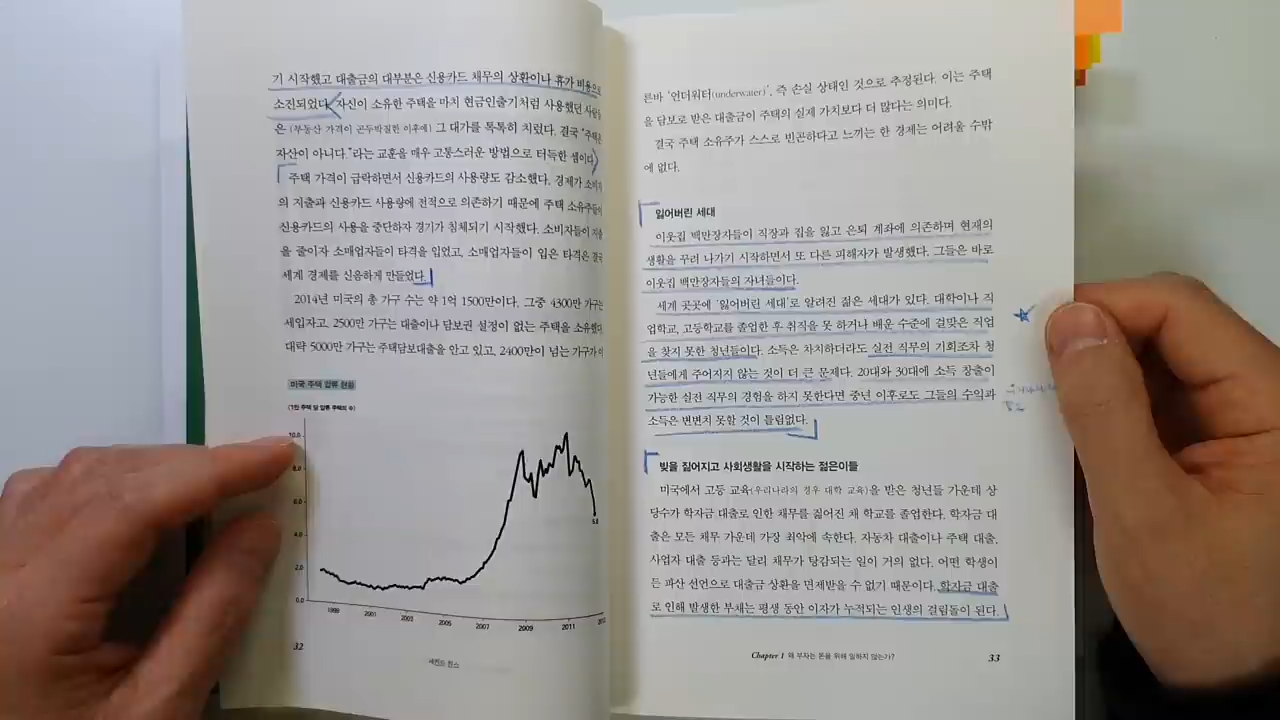 기 시작했고 대출금의 대부분은 신용카드 채무의 상환이나 휴가 비용으로
소진되었다. 자신이 소유한 주택을 마치 현금인출기처럼 사용했던 사람들
은 (부동산 가격이 곤두박질한 이후에) 그 대가를 톡톡히 치렀다. 결국 "주택은
자산이 아니다."라는 교훈을 매우 고통스러운 방법으로 터득한 셈이다.
주택 가격이 급락하면서 신용카드의 사용량도 감소했다. 경제가 소비자
의 지출과 신용카드 사용량에 전적으로 의존하기 때문에 주택 소유주들이
신용카드의 사용을 중단하자 경기가 침체되기 시작했다. 소비자들이 지출
을 줄이자 소매업자들이 타격을 입었고, 소매업자들이 입은 타격은 결국
세계 경제를 신음하게 만들었다.
2014년 미국의 총 가구 수는 약 1억 1500만이다. 그중 4300만 가구는
세입자고, 2500만 가구는 대출이나 담보권 설정이 없는 주택을 소유했다.
대략 5000만 가구는 주택담보대출을 안고 있고, 2400만이 넘는 가구가
미국 주택 압류 현황
(1만 주택 당 압류 주택의 수)
10.0
8.0
6.0
4.0
2.0
0.0
5.8
1999 2001 2003 2005 2007 2009 2011
32
세컨드 찬스
른바 '언더워터(underwater)', 즉 손실 상태인 것으로 추정된다. 이는 주택
을 담보로 받은 대출금이 주택의 실제 가치보다 더 많다는 의미다.
결국 주택 소유주가 스스로 빈곤하다고 느끼는 한 경제는 어려울 수밖
에 없다.
잃어버린 세대
이웃집 백만장자들이 직장과 집을 잃고 은퇴 계좌에 의존하며 현재의
생활을 꾸려 나가기 시작하면서 또 다른 피해자가 발생했다. 그들은 바로
이웃집 백만장자들의 자녀들이다.
세계 곳곳에 '잃어버린 세대'로 알려진 젊은 세대가 있다. 대학이나 직
업학교, 고등학교를 졸업한 후 취직을 못 하거나 배운 수준에 걸맞은 직업
을 찾지 못한 청년들이다. 소득은 차치하더라도 실전 직무의 기회조차 청
년들에게 주어지지 않는 것이 더 큰 문제다. 20대와 30대에 소득 창출이
가능한 실전 직무의 경험을 하지 못한다면 중년 이후로도 그들의 수익과
소득은 변변치 못할 것이 틀림없다.
빚을 짊어지고 사회생활을 시작하는 젊은이들
미국에서 고등 교육(우리나라의 경우 대학 교육)을 받은 청년들 가운데 상
당수가 학자금 대출로 인한 채무를 짊어진 채 학교를 졸업한다. 학자금 대
출은 모든 채무 가운데 가장 최악에 속한다. 자동차 대출이나 주택 대출,
사업자 대출 등과는 달리 채무가 탕감되는 일이 거의 없다. 어떤 학생이
든 파산 선언으로 대출금 상환을 면제받을 수 없기 때문이다. 학자금 대출
로 인해 발생한 부채는 평생 동안 이자가 누적되는 인생의 걸림돌이 된다.
Chapter 1 왜 부자는 돈을 위해 일하지 않는가?
33